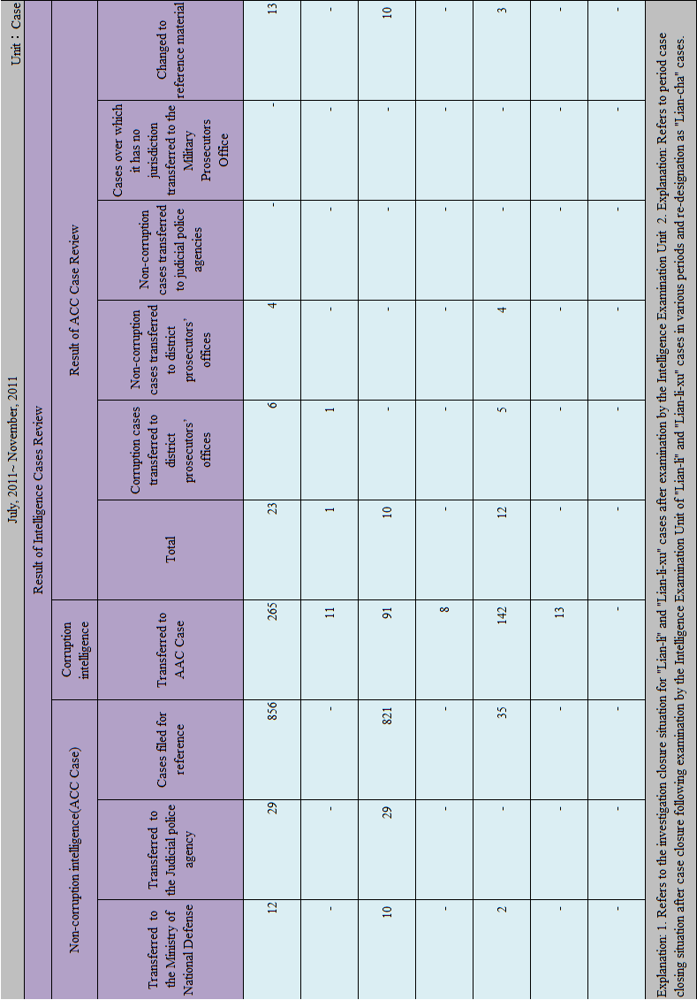 July, 2011~ November, 2011
Unit： Case
Result of Intelligence Cases Review
Non-corruption intelligence(ACC Case)
Corruption
intelligence
Result of ACC Case Review
Transferred to
the Ministry of
National Defense
Transferred to
the Judicial police
agency
Cases filed for
reference
Transferred to
AAC Case
Total
Corruption cases
transferred to
district
prosecutors'
offices
Non-corruption
cases transferred
to district
prosecutors’
offices
Non-corruption
cases transferred
to judicial police
agencies
Cases over which
it has no
jurisdiction
transferred to the
Military
Prosecutors
Office
Changed to
reference material
12 29 856 265 23 6 4 - - 13
- - - 11 1 1 - - - -
10 29 821 91 10 - - - - 10
- - - 8 - - - - - -
2 - 35 142 12 5 4 - - 3
- - - 13 - - - - - -
- - - - - - - - - -
Explanation: 1. Refers to the investigation closure situation for "Lian-li" and "Lian-li-xu" cases after examination by the Intelligence Examination Unit 2. Explanation: Refers to period case
closing situation after case closure following examination by the Intelligence Examination Unit of "Lian-li" and "Lian-li-xu" cases in various periods and re-designation as "Lian-cha" cases.